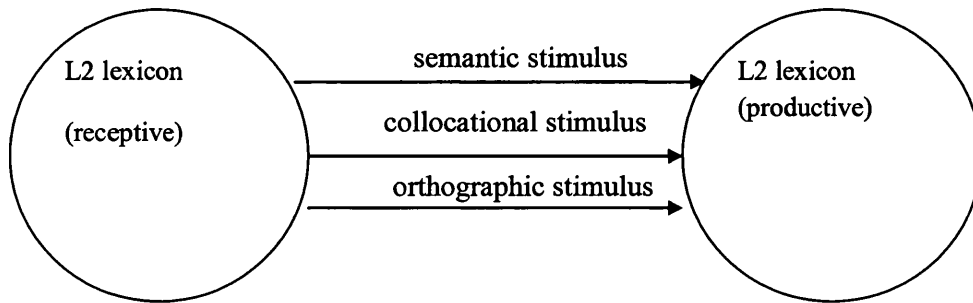 L2 lexicon
(receptive)
semantic stimulus
collocational stimulus
orthographic stimulus
L2 lexicon
(productive)